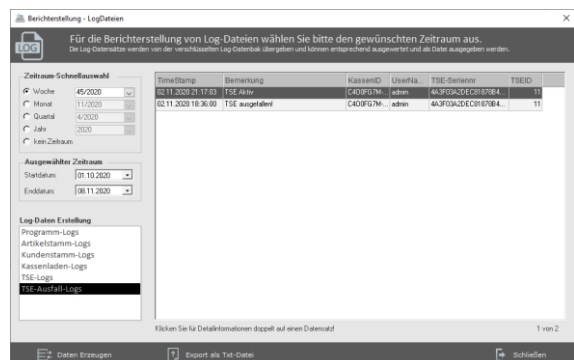 Berichterstellung - LogDateien
LOG
Für die Berichterstellung von Log-Dateien wählen Sie bitte den gewünschten Zeitraum aus.
Die Log-Datensätze werden von der verschlüsselten Log-Datenbak übergeben und können entsprechend ausgewertet und als Datei ausgegeben werden.
Zeitraum-Schnellauswahl
Woche 45/2020
Monat 11/2020
Quartal 4/2020
Jahr 2020
kein Zeitraum
Ausgewählter Zeitraum
Startdatum: 01.10.2020
Enddatum: 08.11.2020
Log-Daten Erstellung
Programm-Logs
Artikelstamm-Logs
Kundenstamm-Logs
Kassenladen-Logs
TSE-Logs
TSE-Ausfall-Logs
TimeStamp Bemerkung KassenID UserNa... TSE-Seriennr TSEID
02.11.2020 21:17:03 TSE Aktiv C4D0FG7M-... admin 4A3F03A2DEC81878B4... 11
02.11.2020 18:36:00 TSE ausgefallen! C4D0FG7M-... admin 4A3F03A2DEC81878B4... 11
Klicken Sie für Detailinformationen doppelt auf einen Datensatz! 1 von 2
Daten Erzeugen Export als Txt-Datei Schließen